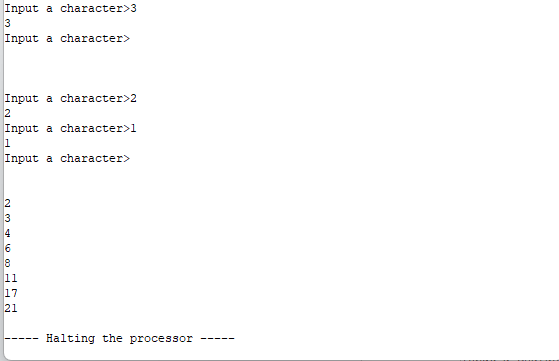 Input a character>3
3
Input a character>
Input a character>2
2
Input a character>1
1
Input a character>
2
3
4
6
8
11
17
21
----- Halting the processor -----